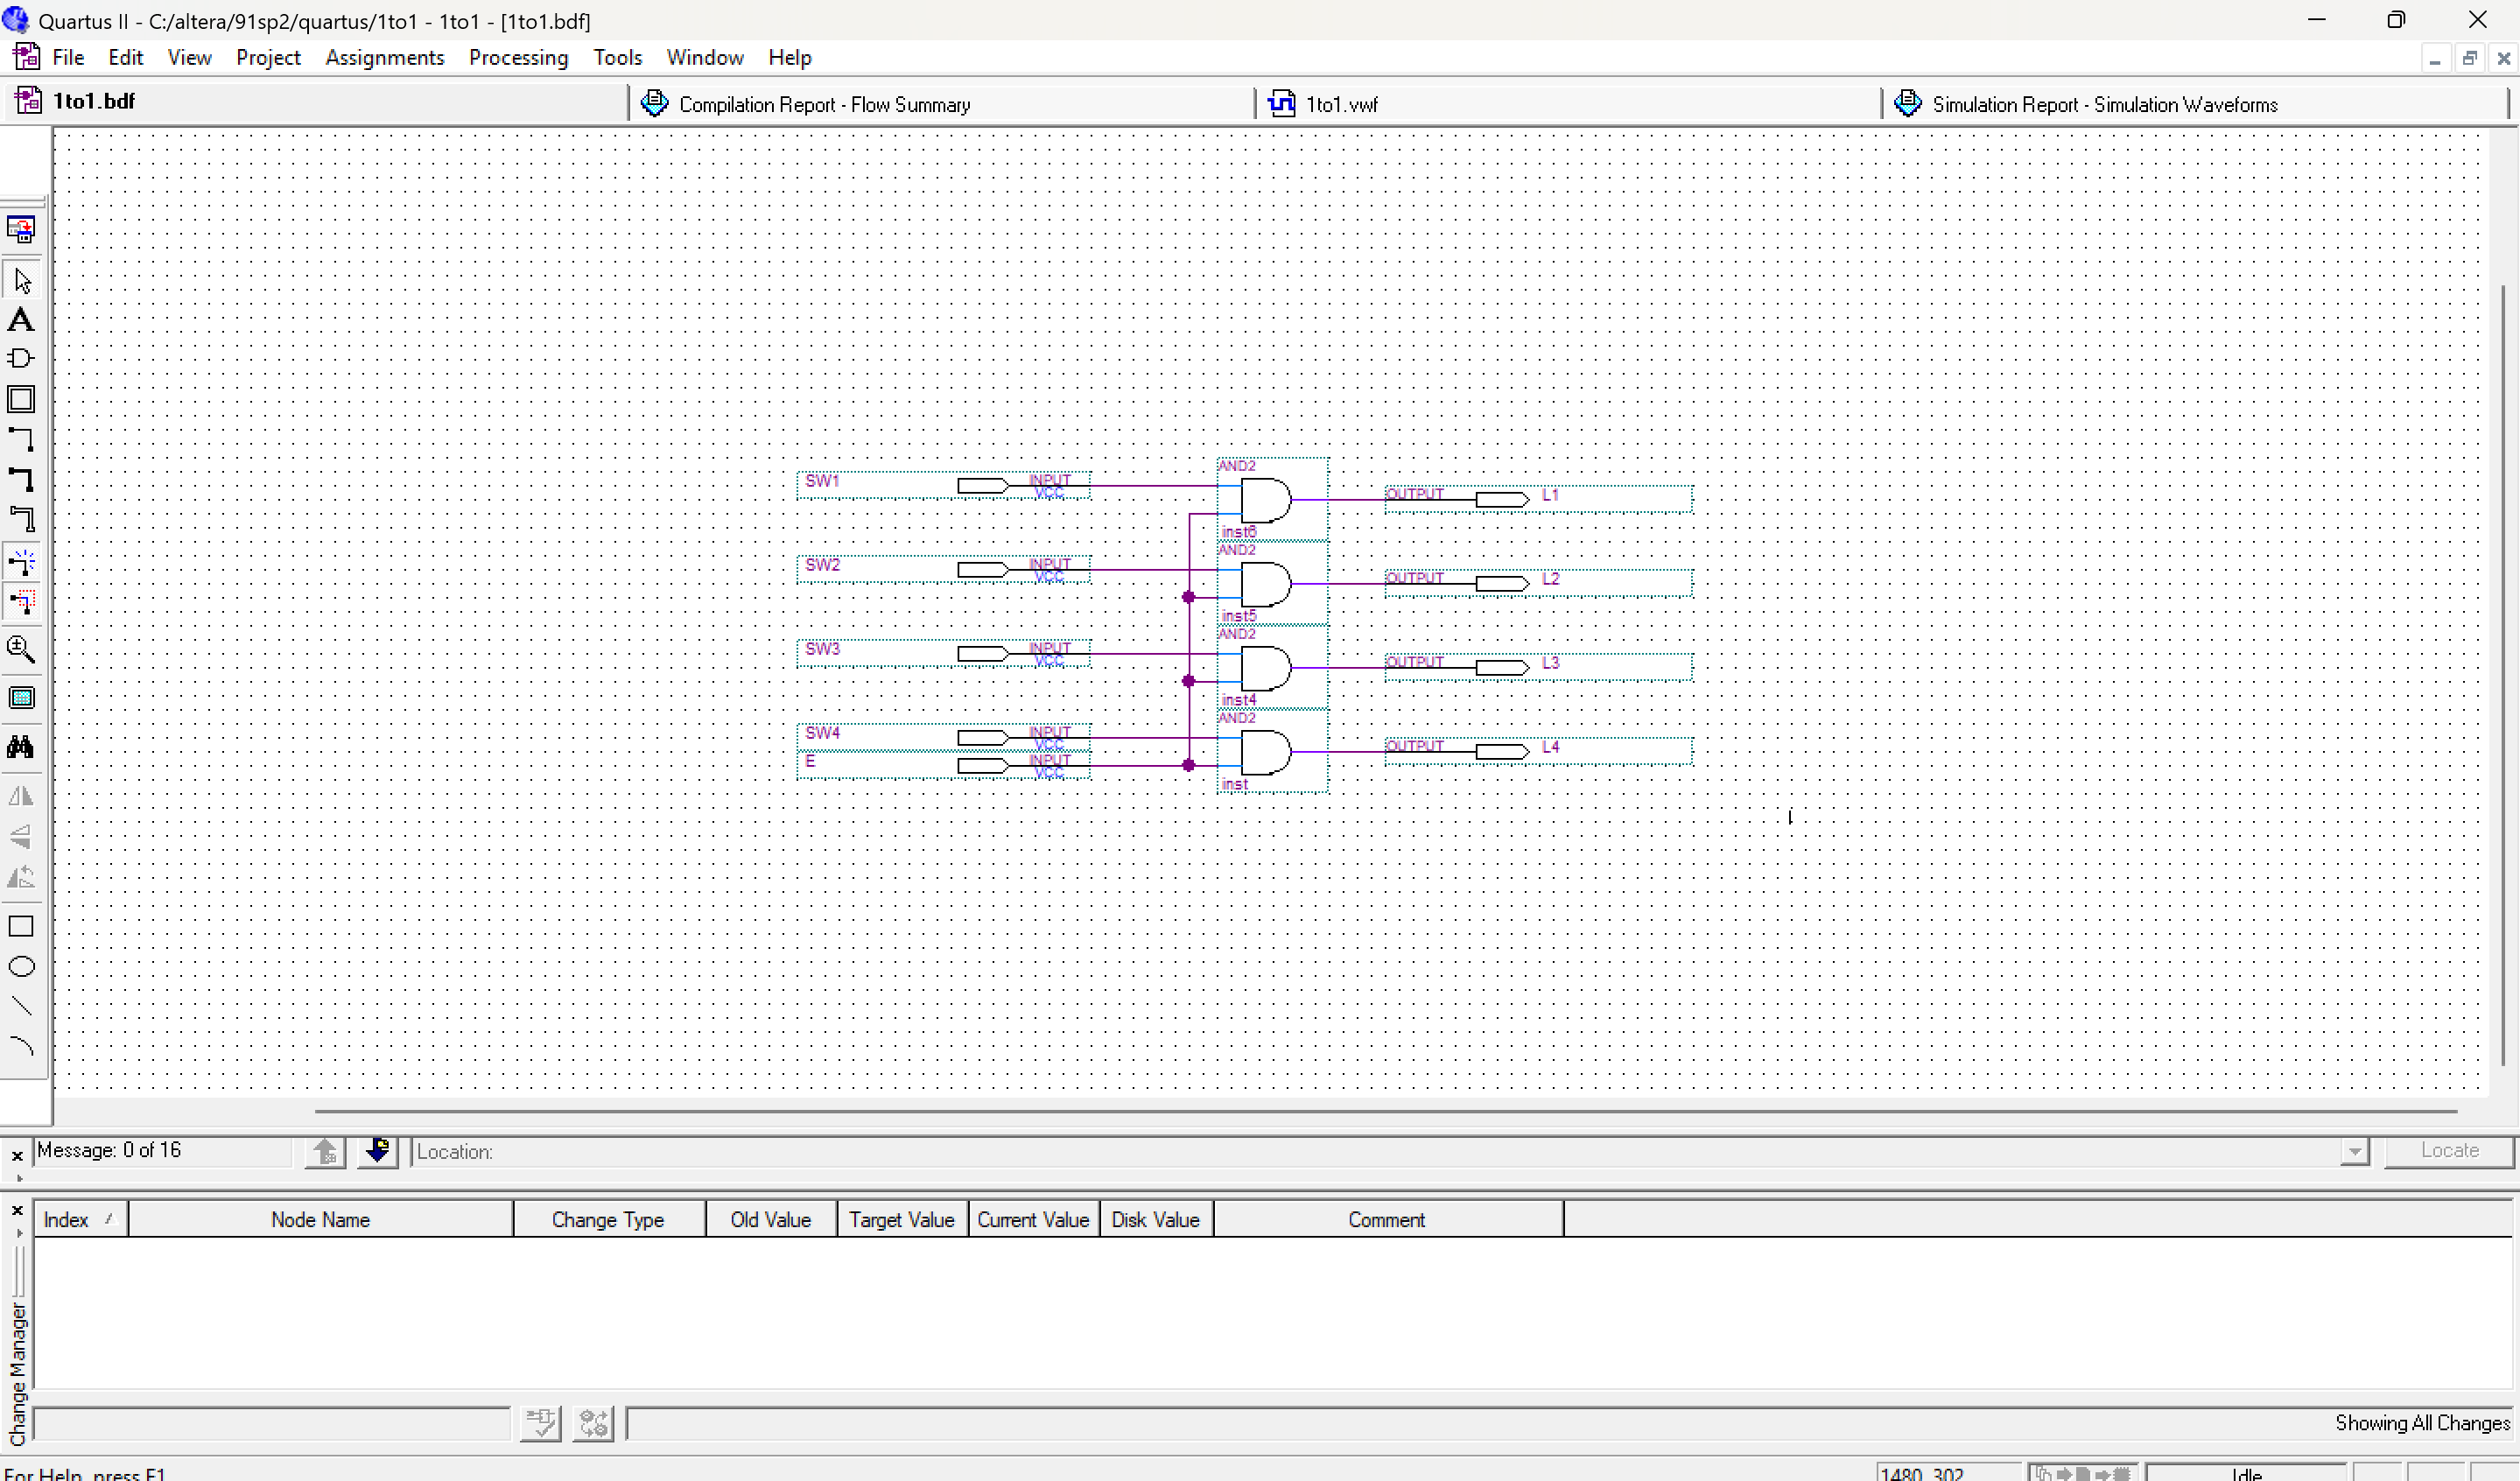 Quartus II - C:/altera/91sp2/quartus/1to1 - 1to1 - [1to1.bdf]
File Edit View Project Assignments Processing Tools Window Help
1to1.bdf Compilation Report - Flow Summary 1to1.vwf Simulation Report - Simulation Waveforms
AND2
SW1 INPUT VCC OUTPUT L1
inst6
AND2
SW2 INPUT VCC OUTPUT L2
inst5
AND2
SW3 INPUT VCC OUTPUT L3
inst4
AND2
SW4 INPUT VCC OUTPUT L4
E INPUT VCC
inst
Message: 0 of 16 Location: Locate
Index Node Name Change Type Old Value Target Value Current Value Disk Value Comment
Change Manager
Showing All Changes
For Help, press F1 1480, 302 Idle